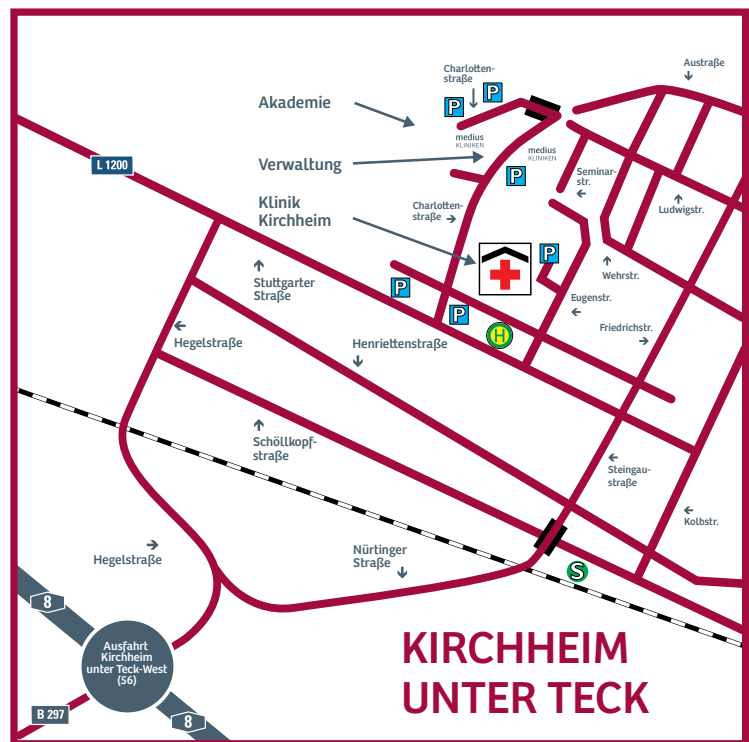 Austraße
Charlotten-
straße
P
P
Akademie
medius
KLINIKEN
medius
KLINIKEN
L 1200
Verwaltung
P
Seminar-
str.
Klinik
Kirchheim
Charlotten-
straße
Ludwigstr.
P
Wehrstr.
Stuttgarter
Straße
P
Eugenstr.
P
Friedrichstr.
H
Hegelstraße
Henriettenstraße
Schöllkopf-
straße
Steingau-
straße
Kolbstr.
Hegelstraße
Nürtinger
Straße
S
8
Ausfahrt
Kirchheim
unter Teck-West
(56)
KIRCHHEIM
UNTER TECK
B 297
8